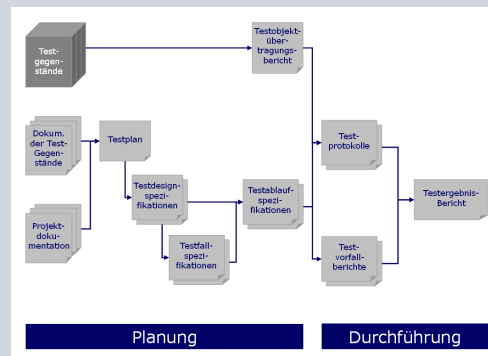 Test-
gegen-
stände
Testobjekt-
über-
tragungs-
bericht
Dokum.
der Test-
Gegen-
stände
Testplan
Test-
protokolle
Testdesign-
spezi-
fikationen
Testablauf-
spezi-
fikationen
Testergebnis-
Bericht
Projekt-
doku-
mentation
Testfall-
spezi-
fikationen
Test-
vorfall-
berichte
Planung
Durchführung